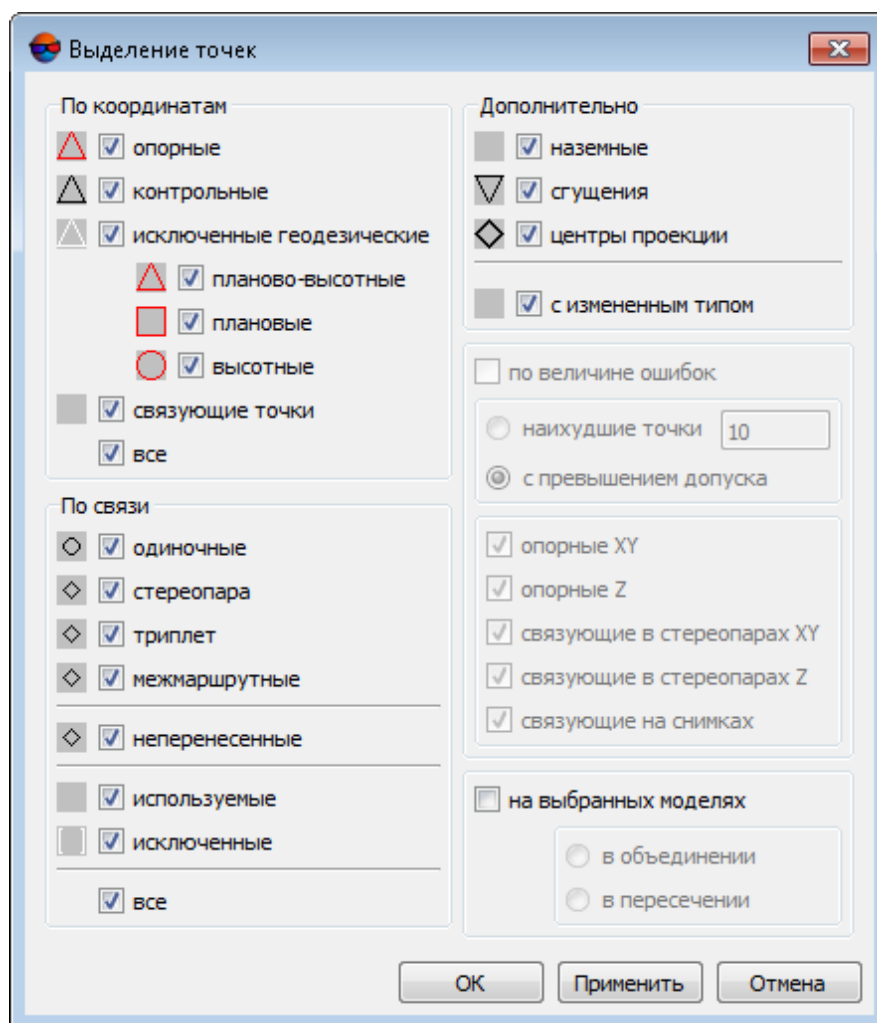 Выделение точек
По координатам
опорные
контрольные
исключенные геодезические
планово-высотные
плановые
высотные
связующие точки
все
По связи
одиночные
стереопара
триплет
межмаршрутные
неперенесенные
используемые
исключенные
все
Дополнительно
наземные
сгущения
центры проекции
с измененным типом
по величине ошибок
наихудшие точки 10
с превышением допуска
опорные XY
опорные Z
связующие в стереопарах XY
связующие в стереопарах Z
связующие на снимках
на выбранных моделях
в объединении
в пересечении
OK Применить Отмена